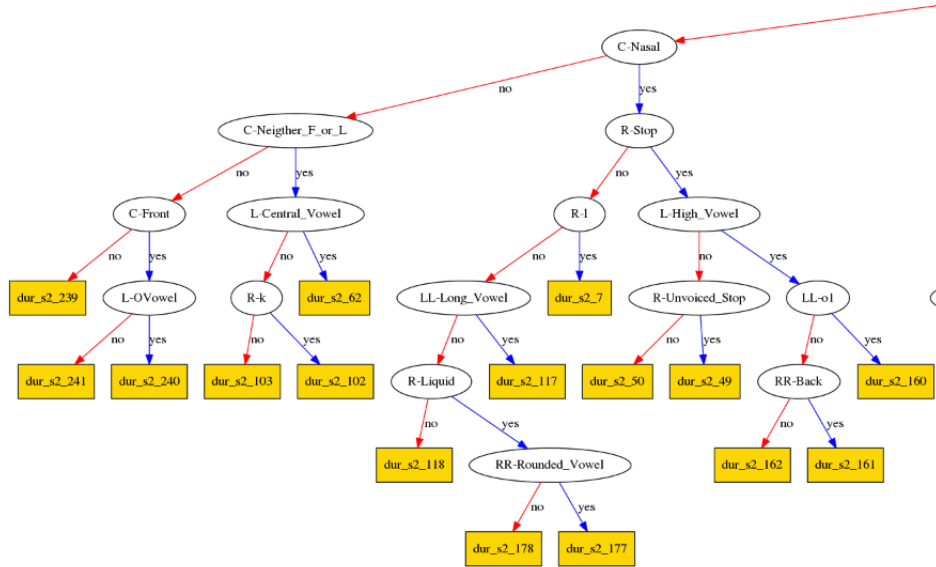 C-Nasal
no yes
C-Neigther_F_or_L R-Stop
no yes no yes
C-Front L-Central_Vowel R-l L-High_Vowel
no yes no yes no yes no yes
dur_s2_239 L-OVowel R-k dur_s2_62 LL-Long_Vowel dur_s2_7 R-Unvoiced_Stop LL-o1
no yes no yes no yes no yes no yes
dur_s2_241 dur_s2_240 dur_s2_103 dur_s2_102 R-Liquid dur_s2_117 dur_s2_50 dur_s2_49 RR-Back dur_s2_160
no yes no yes
dur_s2_118 RR-Rounded_Vowel dur_s2_162 dur_s2_161
no yes
dur_s2_178 dur_s2_177